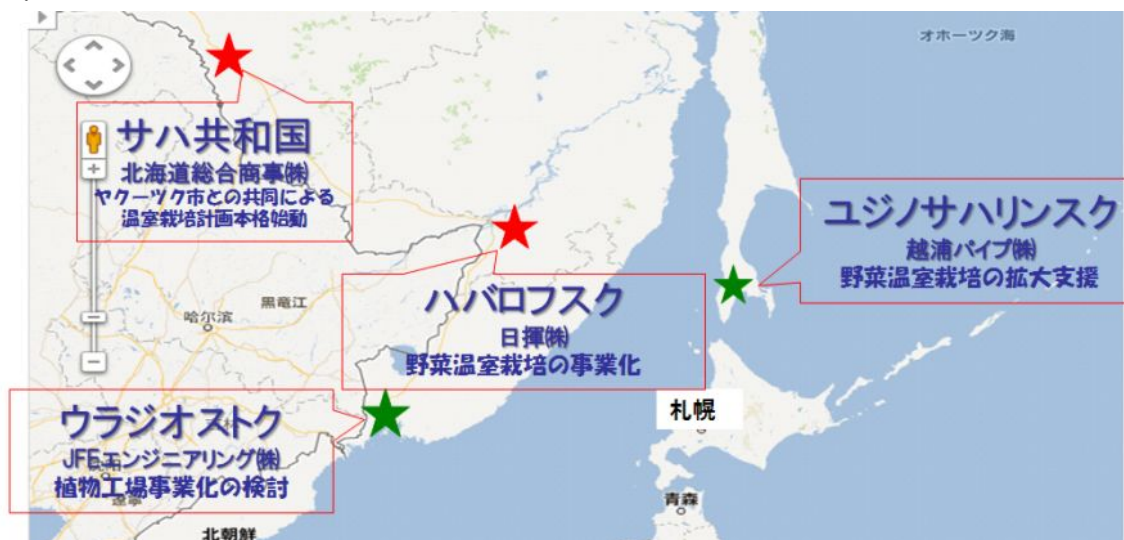 オホーツク海
サハ共和国
北海道総合商事㈱
ヤクーツク市との共同による
温室栽培計画本格始動
ユジノサハリンスク
越浦パイプ㈱
野菜温室栽培の拡大支援
ハバロフスク
日揮㈱
野菜温室栽培の事業化
黒竜江
哈尔滨
ウラジオストク
JFEエンジニアリング㈱
植物工場事業化の検討
札幌
青森
北朝鮮